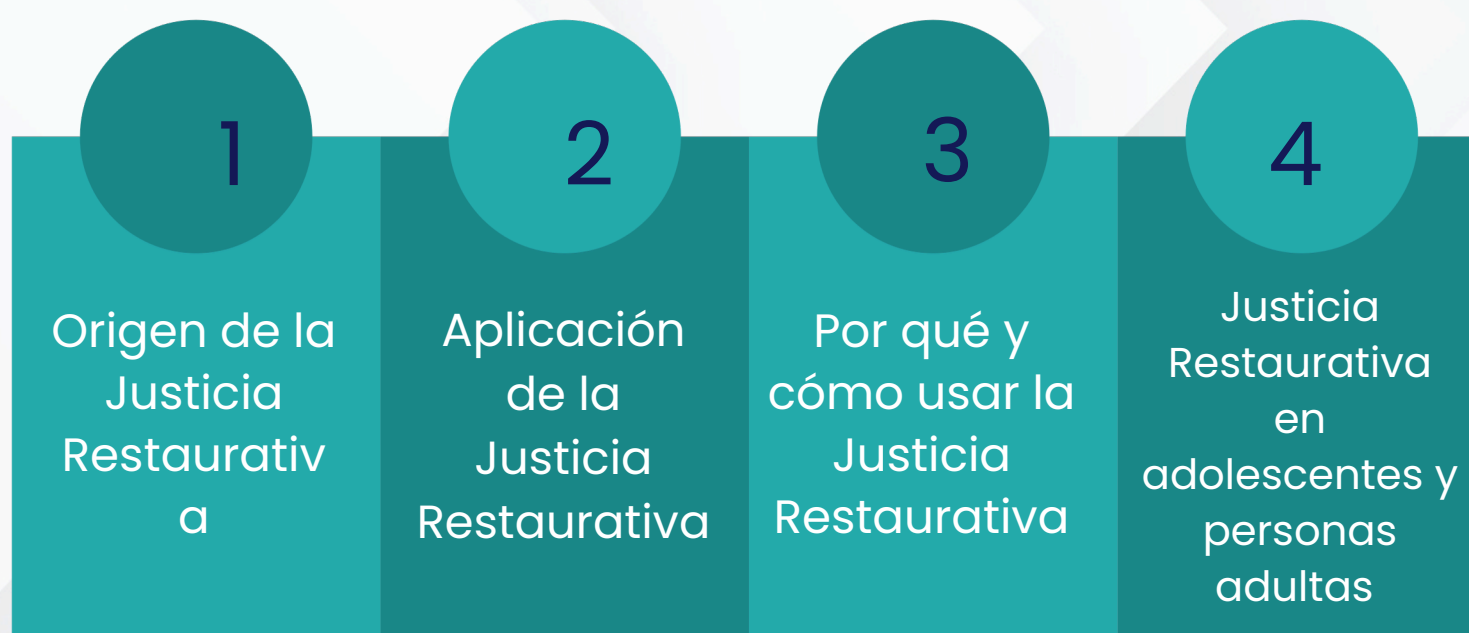 1
Origen de la
Justicia
Restaurativ
a
2
Aplicación
de la
Justicia
Restaurativa
3
Por qué y
cómo usar la
Justicia
Restaurativa
4
Justicia
Restaurativa
en
adolescentes y
personas
adultas